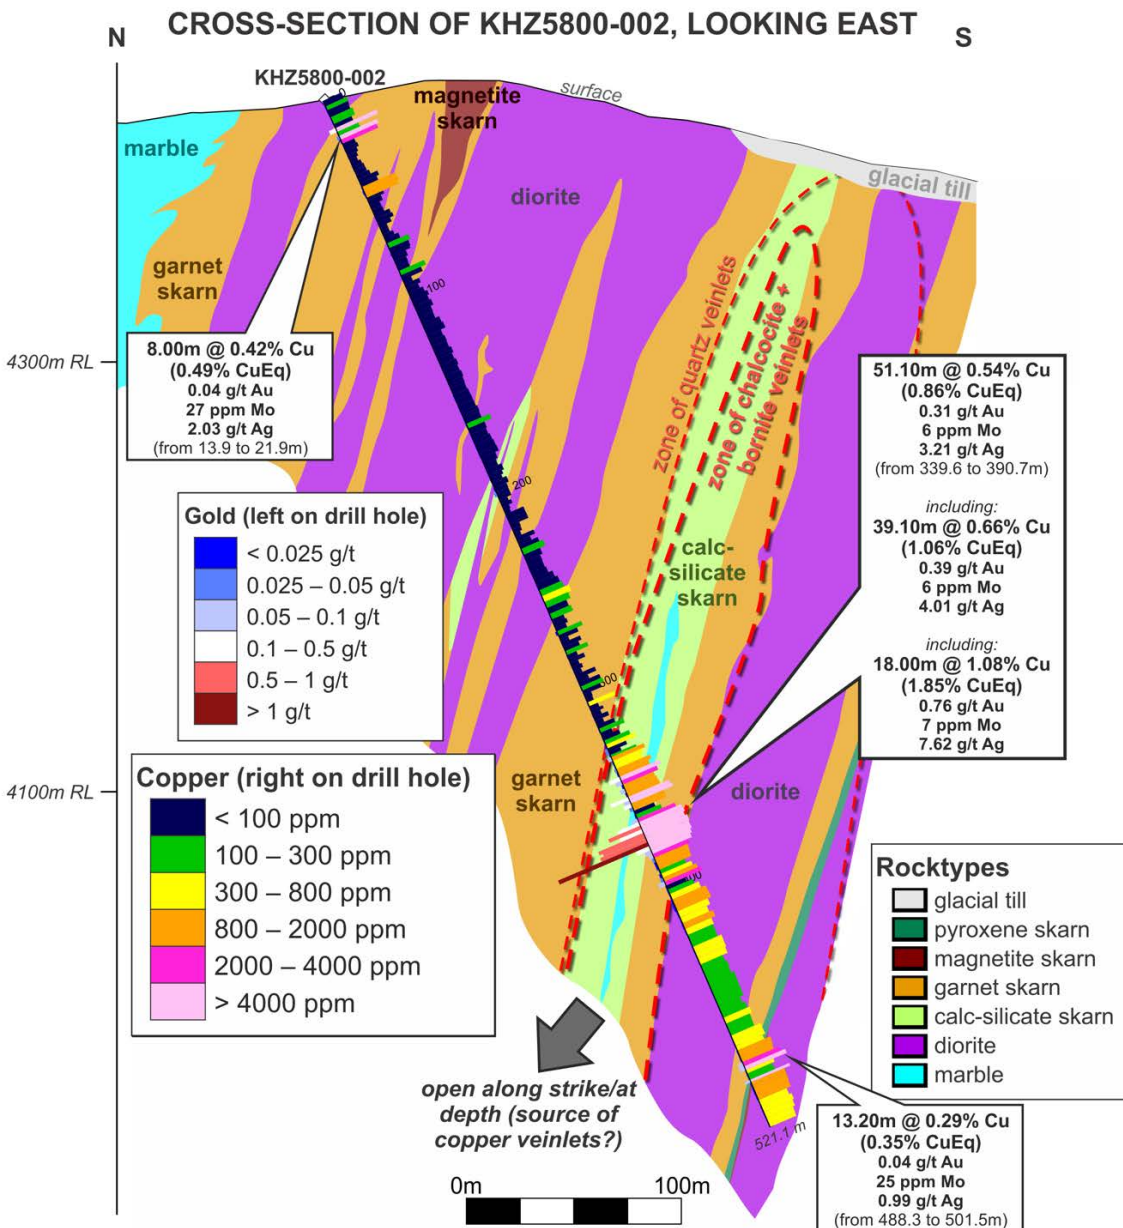 CROSS-SECTION OF KHZ5800-002, LOOKING EAST
N
S
KHZ5800-002
0
magnetite
skarn
surface
marble
glacial till
diorite
garnet
skarn
100
zone of quartz veinlets
zone of chalcocite +
bornite veinlets
4300m RL
8.00m @ 0.42% Cu
(0.49% CuEq)
0.04 g/t Au
27 ppm Mo
2.03 g/t Ag
(from 13.9 to 21.9m)
51.10m @ 0.54% Cu
(0.86% CuEq)
0.31 g/t Au
6 ppm Mo
3.21 g/t Ag
(from 339.6 to 390.7m)
including:
39.10m @ 0.66% Cu
(1.06% CuEq)
0.39 g/t Au
6 ppm Mo
4.01 g/t Ag
including:
18.00m @ 1.08% Cu
(1.85% CuEq)
0.76 g/t Au
7 ppm Mo
7.62 g/t Ag
200
Gold (left on drill hole)
< 0.025 g/t
0.025 – 0.05 g/t
0.05 – 0.1 g/t
0.1 – 0.5 g/t
0.5 – 1 g/t
> 1 g/t
calc-
silicate
skarn
4100m RL
Copper (right on drill hole)
< 100 ppm
100 – 300 ppm
300 – 800 ppm
800 – 2000 ppm
2000 – 4000 ppm
> 4000 ppm
garnet
skarn
diorite
Rocktypes
glacial till
pyroxene skarn
magnetite skarn
garnet skarn
calc-silicate skarn
diorite
marble
open along strike/at
depth (source of
copper veinlets?)
521.1 m
13.20m @ 0.29% Cu
(0.35% CuEq)
0.04 g/t Au
25 ppm Mo
0.99 g/t Ag
(from 488.3 to 501.5m)
0m
100m